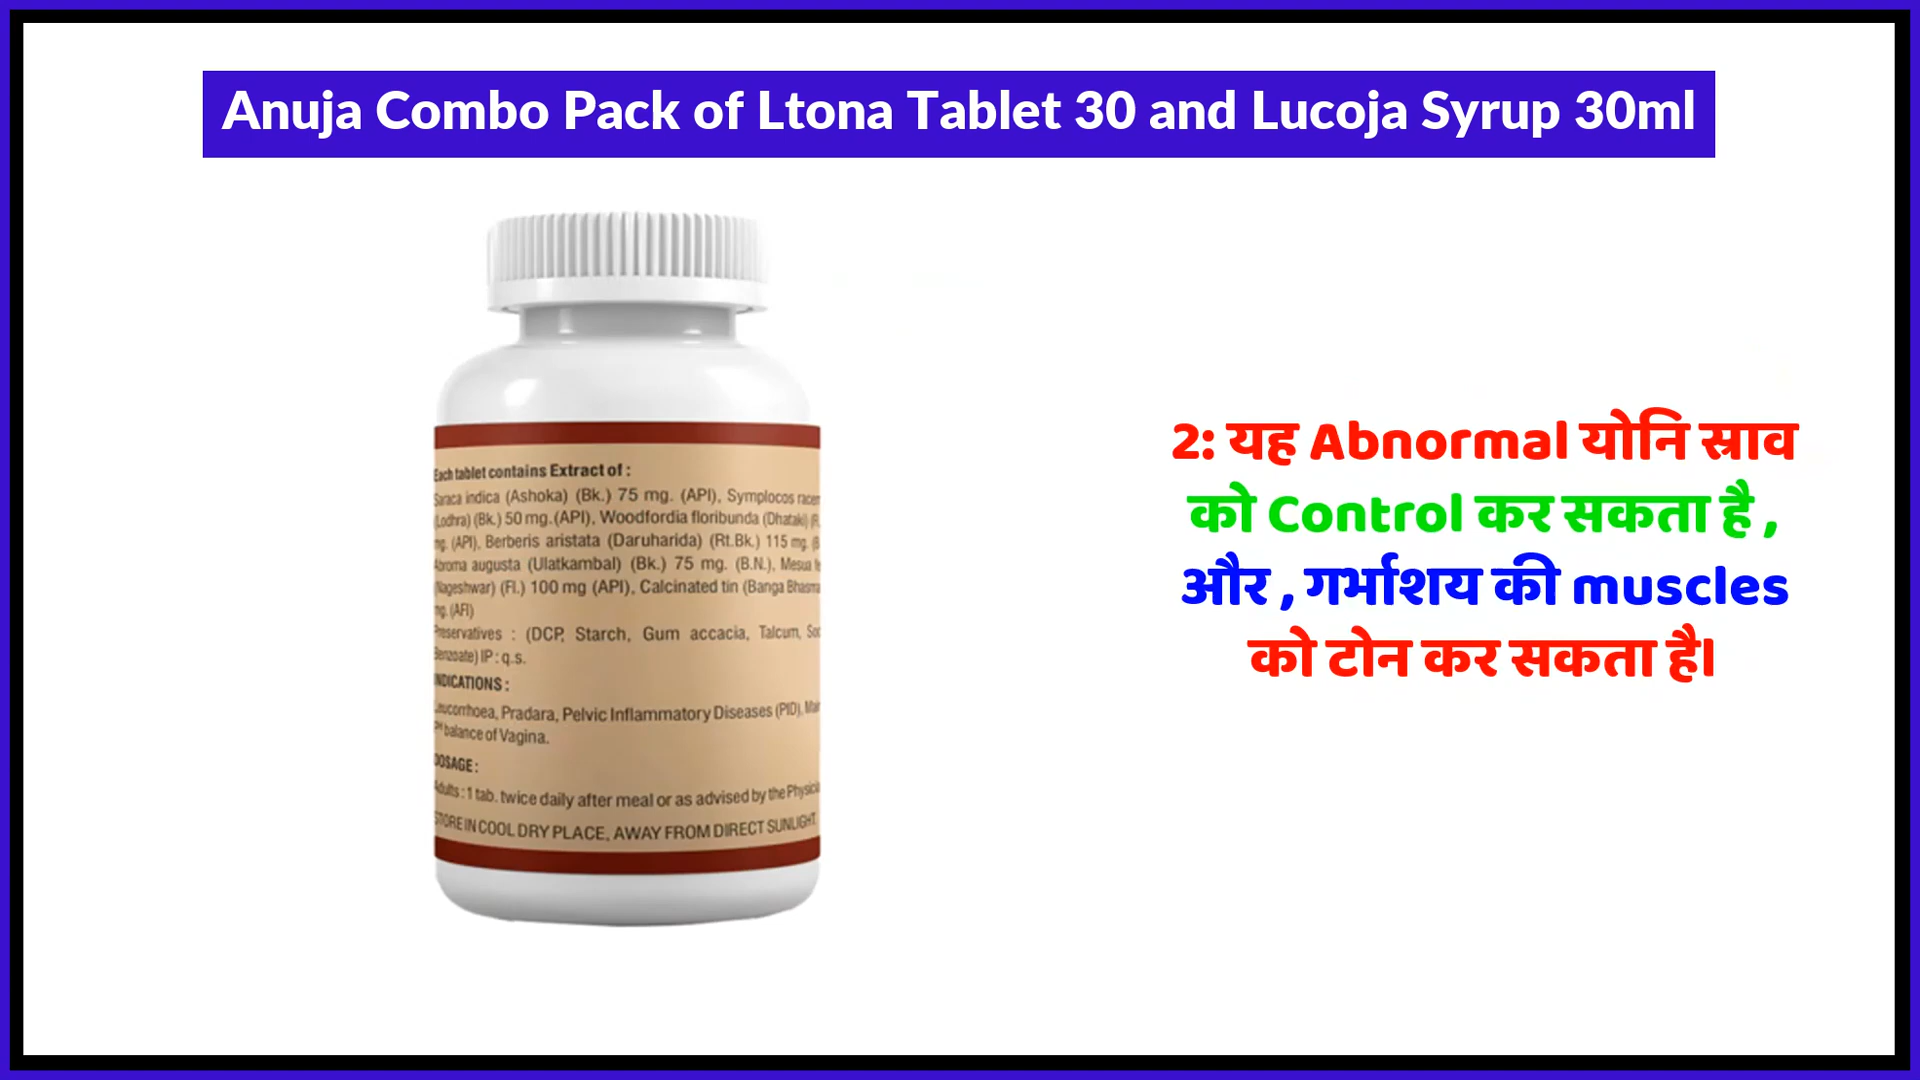 Anuja Combo Pack of Ltona Tablet 30 and Lucoja Syrup 30ml
Each tablet contains Extract of :
Saraca indica (Ashoka) (Bk.) 75 mg. (API), Symplocos
(Lodhra) (Bk.) 50 mg. (API), Woodfordia floribunda (Dhataki)
mg. (API), Berberis aristata (Daruharida) (Rt.Bk.) 115 mg.
Abroma augusta (Ulatkambal) (Bk.) 75 mg. (B.N.), Mesua
(Nageshwar) (Fl.) 100 mg (API), Calcinated tin (Banga Bhasma
mg. (AFI)
Preservatives : (DCP, Starch, Gum accacia, Talcum,
Benzoate) IP : q.s.
INDICATIONS :
Leucorrhoea, Pradara, Pelvic Inflammatory Diseases (PID),
PH balance of Vagina.
DOSAGE :
Adults : 1 tab. twice daily after meal or as advised by the
STORE IN COOL DRY PLACE, AWAY FROM DIRECT SUNLIGHT.
2: यह Abnormal योनि स्राव
को Control कर सकता है ,
और , गर्भाशय की muscles
को टोन कर सकता है।